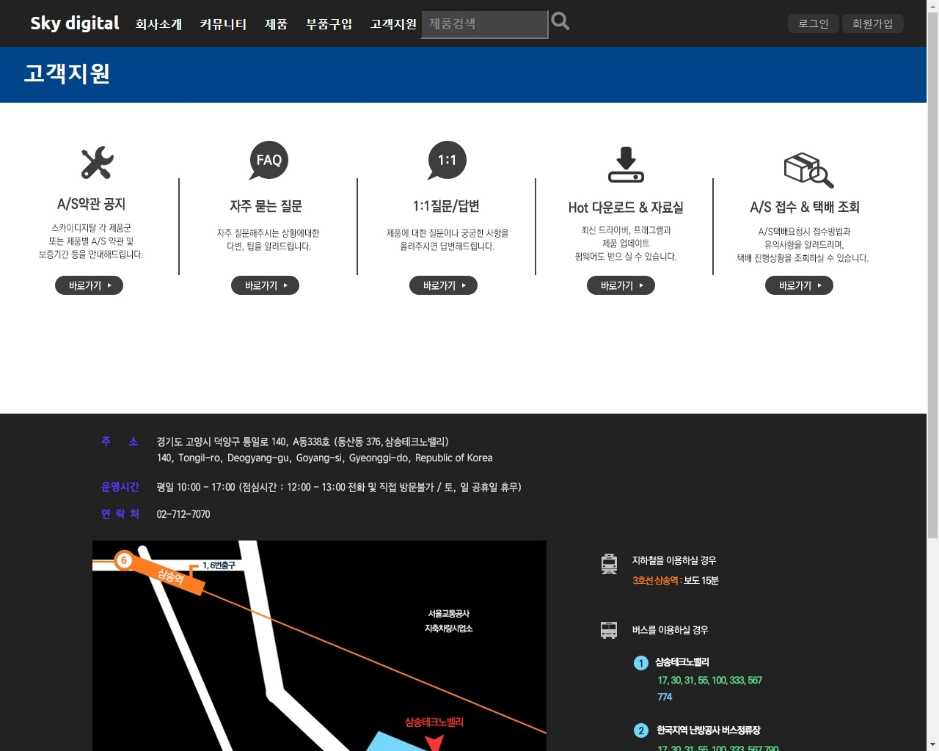 Sky digital 회사소개 커뮤니티 제품 부품구입 고객지원 제품검색 로그인 회원가입
고객지원
A/S약관 공지
스카이디지탈 각 제품군
또는 제품별 A/S 약관 및
보증기간 등을 안내해드립니다.
바로가기
FAQ
자주 묻는 질문
자주 질문해주시는 상황에대한
다변, 팁을 알려드립니다.
바로가기
1:1
1:1질문/답변
제품에 대한 질문이나 궁금한 사항을
올려주시면 답변해드립니다.
바로가기
Hot 다운로드 & 자료실
최신 드라이버, 프로그램과
제품 업데이트
펌웨어도 받으 실 수 있습니다.
바로가기
A/S 접수 & 택배 조회
A/S택배요청시 접수방법과
유의사항을 알려드리며,
택배 진행상황을 조회하실 수 있습니다.
바로가기
주 소 경기도 고양시 덕양구 통일로 140, A동338호 (동산동 376,삼송테크노밸리)
140, Tongil-ro, Deogyang-gu, Goyang-si, Gyeonggi-do, Republic of Korea
운영시간 평일 10:00 - 17:00 (점심시간 : 12:00 - 13:00 전화 및 직접 방문불가 / 토, 일 공휴일 휴무)
연 락 처 02-712-7070
6
삼송역
1, 6번출구
서울교통공사
지축차량사업소
삼송테크노밸리
지하철을 이용하실 경우
3호선 삼송역 : 보도 15분
버스를 이용하실 경우
1 삼송테크노밸리
17, 30, 31, 55, 100, 333, 567
774
2 한국지역 난방공사 버스정류장
17, 30, 31, 55, 100, 333, 567,790